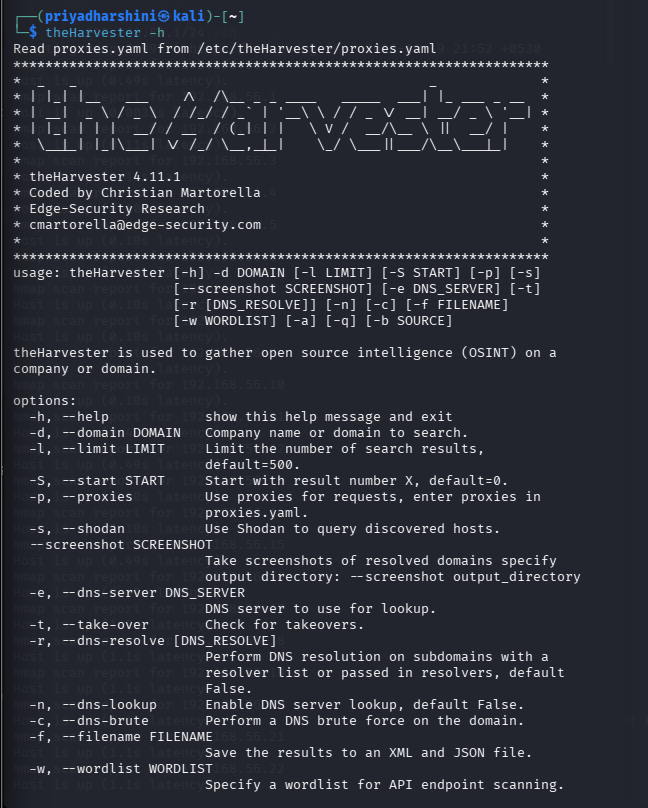 ┌──(priyadharshini㉿kali)-[~]
└─$ theHarvester -h
Read proxies.yaml from /etc/theHarvester/proxies.yaml
*******************************************************************
* theHarvester 4.11.1 *
* Coded by Christian Martorella *
* Edge-Security Research *
* cmartorella@edge-security.com *
* *
*******************************************************************
usage: theHarvester [-h] -d DOMAIN [-l LIMIT] [-S START] [-p] [-s]
[--screenshot SCREENSHOT] [-e DNS_SERVER] [-t]
[-r [DNS_RESOLVE]] [-n] [-c] [-f FILENAME]
[-w WORDLIST] [-a] [-q] [-b SOURCE]
theHarvester is used to gather open source intelligence (OSINT) on a
company or domain.
options:
-h, --help show this help message and exit
-d, --domain DOMAIN Company name or domain to search.
-l, --limit LIMIT Limit the number of search results,
default=500.
-S, --start START Start with result number X, default=0.
-p, --proxies Use proxies for requests, enter proxies in
proxies.yaml.
-s, --shodan Use Shodan to query discovered hosts.
--screenshot SCREENSHOT
Take screenshots of resolved domains specify
output directory: --screenshot output_directory
-e, --dns-server DNS_SERVER
DNS server to use for lookup.
-t, --take-over Check for takeovers.
-r, --dns-resolve [DNS_RESOLVE]
Perform DNS resolution on subdomains with a
resolver list or passed in resolvers, default
False.
-n, --dns-lookup Enable DNS server lookup, default False.
-c, --dns-brute Perform a DNS brute force on the domain.
-f, --filename FILENAME
Save the results to an XML and JSON file.
-w, --wordlist WORDLIST
Specify a wordlist for API endpoint scanning.